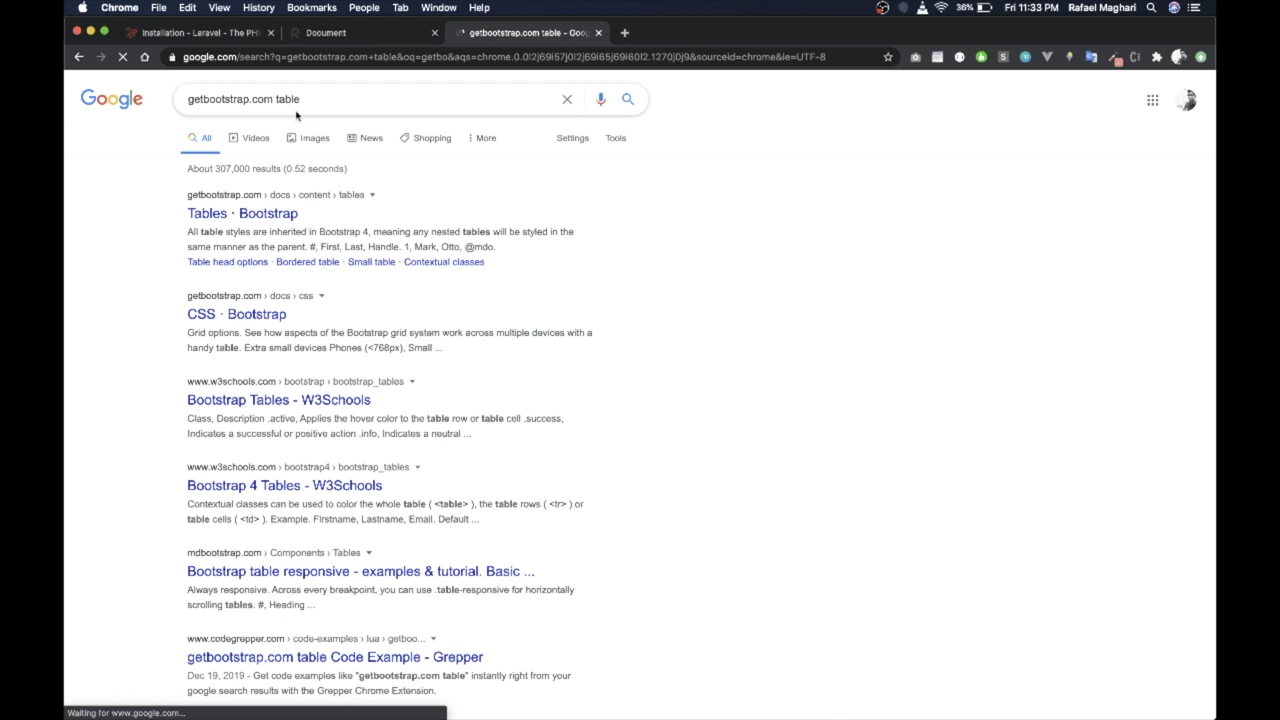 Chrome File Edit View History Bookmarks People Tab Window Help 36% Fri 11:33 PM Rafael Maghari
Installation - Laravel - The PH Document getbootstrap.com table - Goo
google.com/search?q=getbootstrap.com+table&oq=getbo&aqs=chrome.0.0l2j69i57j0l2j69i65j69i60l2.1270j0j9&sourceid=chrome&ie=UTF-8
Google getbootstrap.com table
All Videos Images News Shopping More Settings Tools
About 307,000 results (0.52 seconds)
getbootstrap.com › docs › content › tables
Tables · Bootstrap
All table styles are inherited in Bootstrap 4, meaning any nested tables will be styled in the
same manner as the parent. #, First, Last, Handle. 1, Mark, Otto, @mdo.
Table head options · Bordered table · Small table · Contextual classes
getbootstrap.com › docs › css
CSS · Bootstrap
Grid options. See how aspects of the Bootstrap grid system work across multiple devices with a
handy table. Extra small devices Phones (<768px), Small ...
www.w3schools.com › bootstrap › bootstrap_tables
Bootstrap Tables - W3Schools
Class, Description .active, Applies the hover color to the table row or table cell .success,
Indicates a successful or positive action .info, Indicates a neutral ...
www.w3schools.com › bootstrap4 › bootstrap_tables
Bootstrap 4 Tables - W3Schools
Contextual classes can be used to color the whole table ( <table> ), the table rows ( <tr> ) or
table cells ( <td> ). Example. Firstname, Lastname, Email. Default ...
mdbootstrap.com › Components › Tables
Bootstrap table responsive - examples & tutorial. Basic ...
Always responsive. Across every breakpoint, you can use .table-responsive for horizontally
scrolling tables. #, Heading ...
www.codegrepper.com › code-examples › lua › getboo...
getbootstrap.com table Code Example - Grepper
Dec 19, 2019 - Get code examples like "getbootstrap.com table" instantly right from your
google search results with the Grepper Chrome Extension.
Waiting for www.google.com...